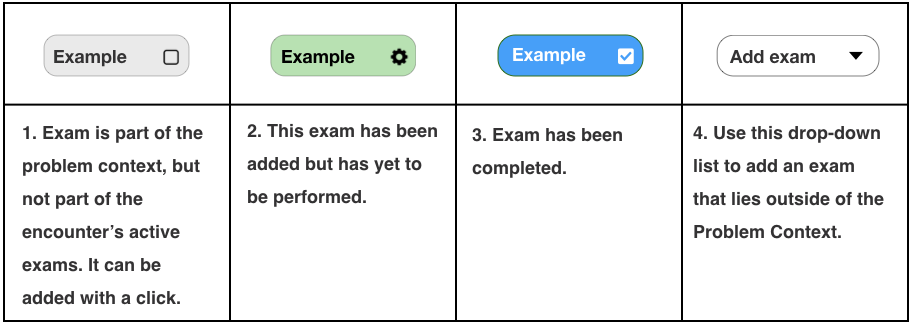 Example
Example
Example
Add exam
1. Exam is part of the
problem context, but
not part of the
encounter’s active
exams. It can be
added with a click.
2. This exam has been
added but has yet to
be performed.
3. Exam has been
completed.
4. Use this drop-down
list to add an exam
that lies outside of the
Problem Context.